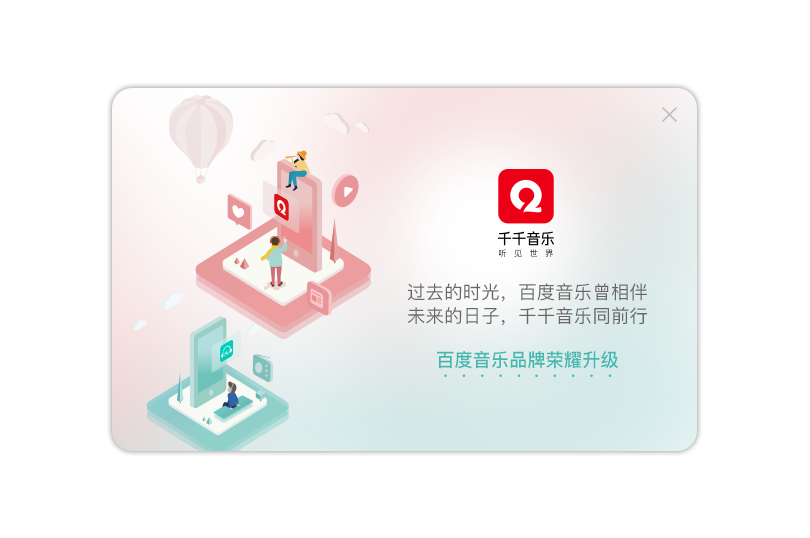 千千音乐
听见世界
过去的时光，百度音乐曾相伴
未来的日子，千千音乐同前行
百度音乐品牌荣耀升级